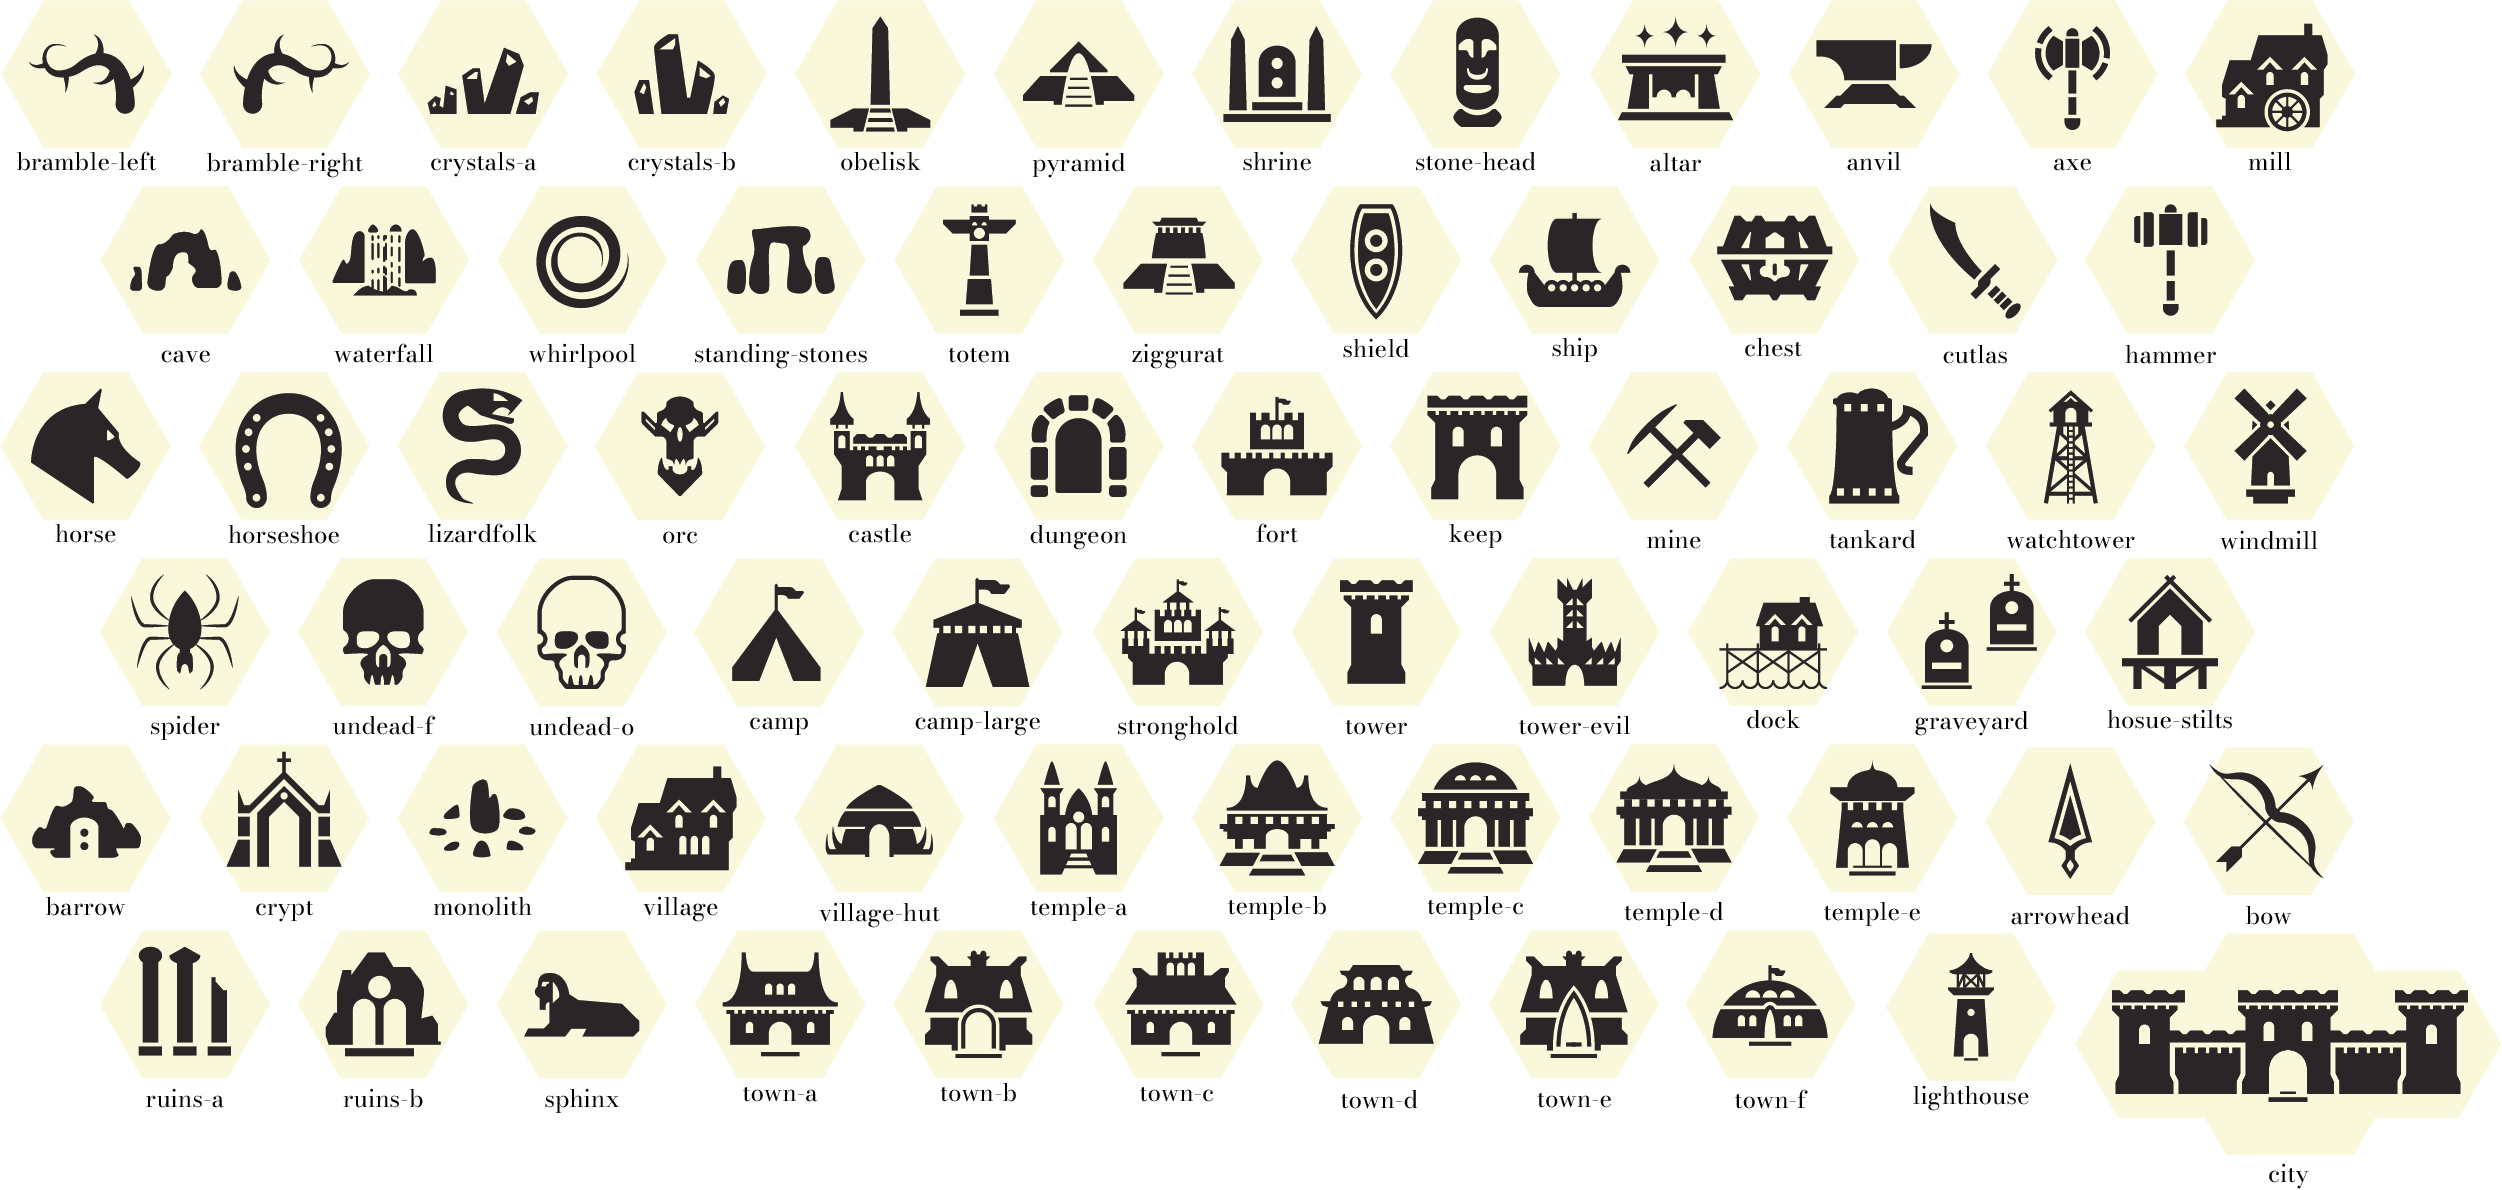 bramble-left bramble-right crystals-a crystals-b obelisk pyramid shrine stone-head altar anvil axe mill
cave waterfall whirlpool standing-stones totem ziggurat shield ship chest cutlas hammer
horse horseshoe lizardfolk orc castle dungeon fort keep mine tankard watchtower windmill
spider undead-f undead-o camp camp-large stronghold tower tower-evil dock graveyard hosue-stilts
barrow crypt monolith village village-hut temple-a temple-b temple-c temple-d temple-e arrowhead bow
ruins-a ruins-b sphinx town-a town-b town-c town-d town-e town-f lighthouse
city